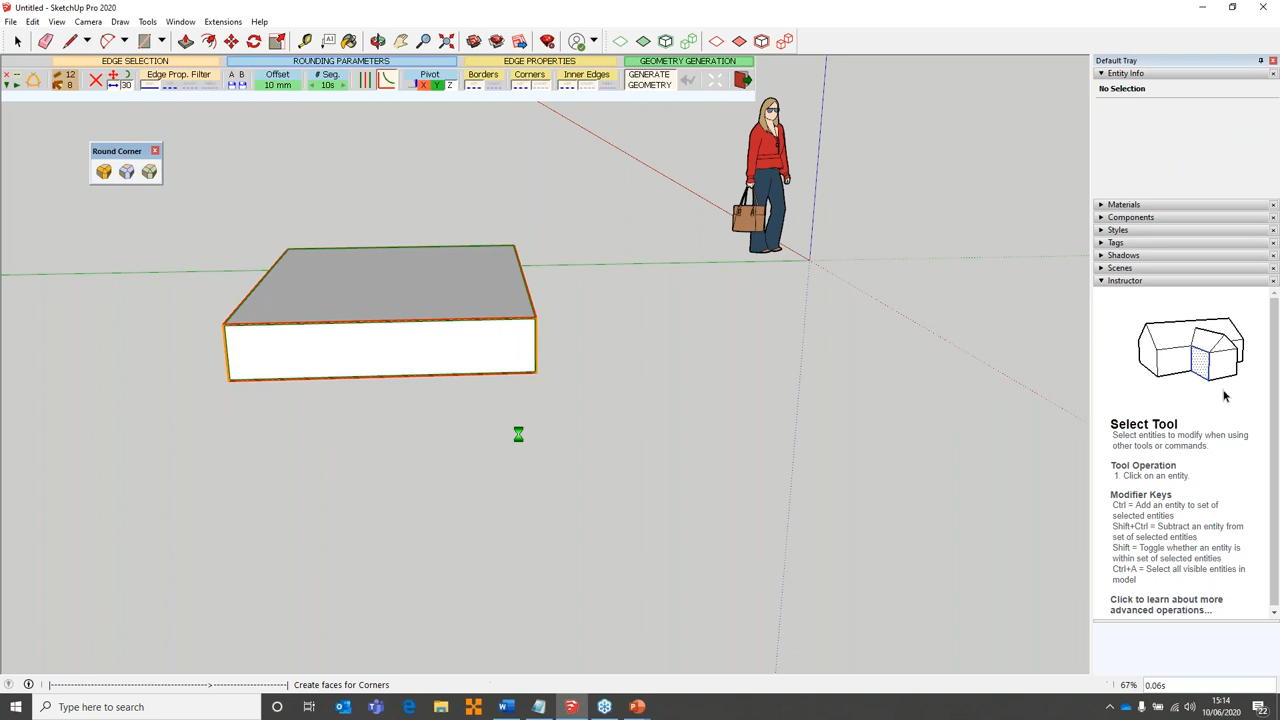 Untitled - SketchUp Pro 2020
File Edit View Camera Draw Tools Window Extensions Help
EDGE SELECTION ROUNDING PARAMETERS EDGE PROPERTIES GEOMETRY GENERATION
12 Edge Prop. Filter A B Offset # Seg. Pivot Borders Corners Inner Edges GENERATE
8 30 10 mm 10s X Y Z GEOMETRY
Round Corner
Default Tray
Entity Info
No Selection
Materials
Components
Styles
Tags
Shadows
Scenes
Instructor
Select Tool
Select entities to modify when using
other tools or commands.
Tool Operation
1. Click on an entity.
Modifier Keys
Ctrl = Add an entity to set of
selected entities
Shift+Ctrl = Subtract an entity from
set of selected entities
Shift = Toggle whether an entity is
within set of selected entities
Ctrl+A = Select all visible entities in
model
Click to learn about more
advanced operations...
|------------------------------------>------------------| Create faces for Corners 67% 0.06s
Type here to search
15:14
10/06/2020
22